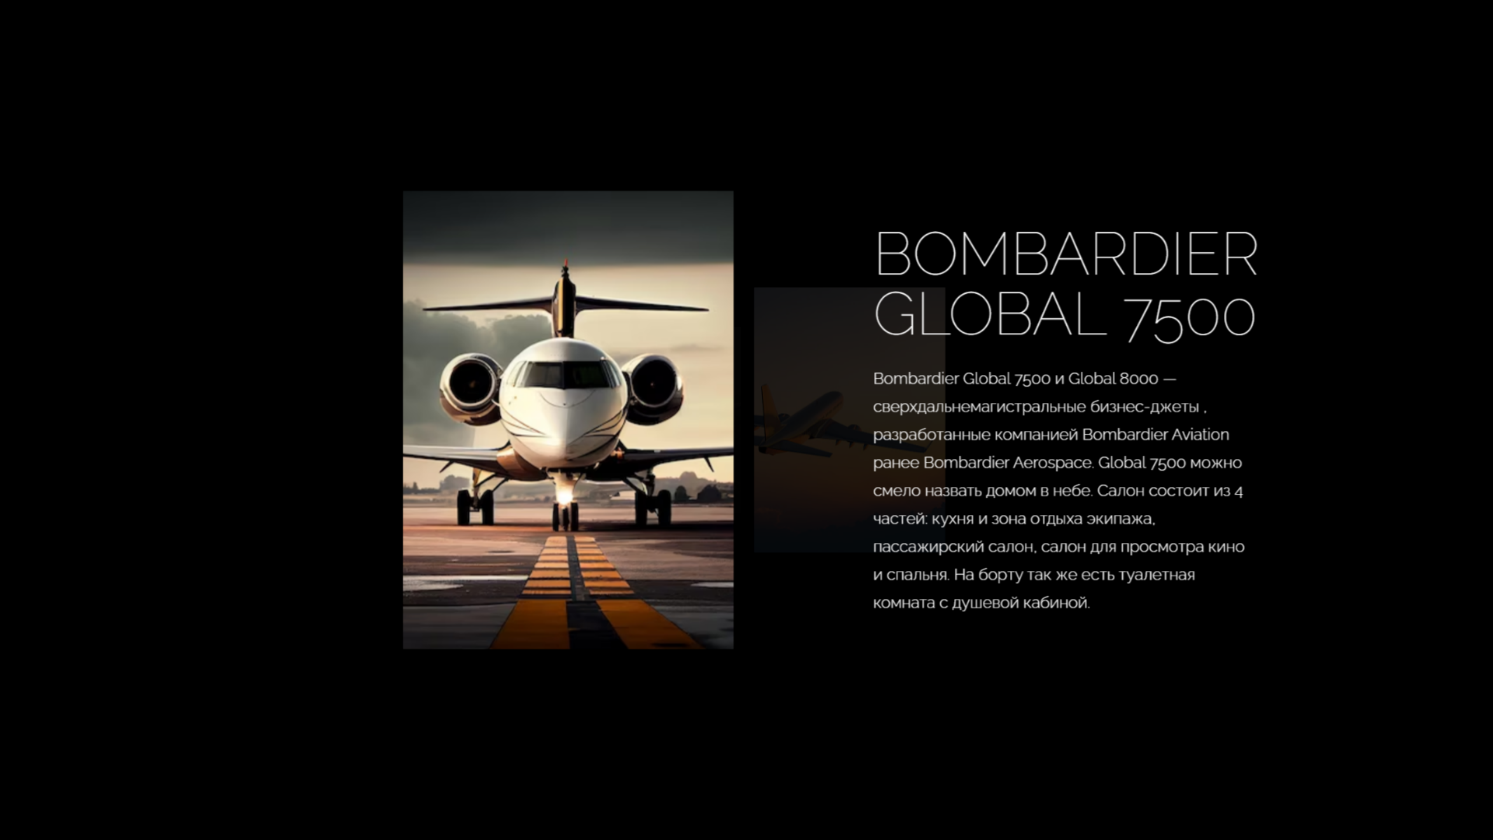 BOMBARDIER
GLOBAL 7500
Bombardier Global 7500 и Global 8000 —
сверхдальнемагистральные бизнес-джеты ,
разработанные компанией Bombardier Aviation
ранее Bombardier Aerospace. Global 7500 можно
смело назвать домом в небе. Салон состоит из 4
частей: кухня и зона отдыха экипажа,
пассажирский салон, салон для просмотра кино
и спальня. На борту так же есть туалетная
комната с душевой кабиной.